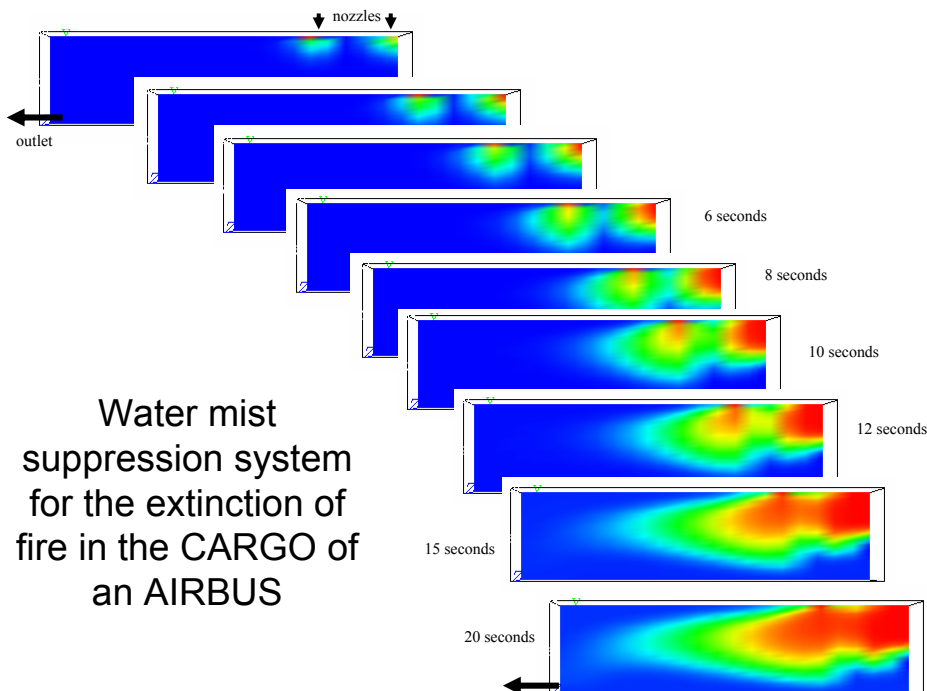 nozzles
outlet
6 seconds
8 seconds
10 seconds
12 seconds
15 seconds
20 seconds
Water mist
suppression system
for the extinction of
fire in the CARGO of
an AIRBUS